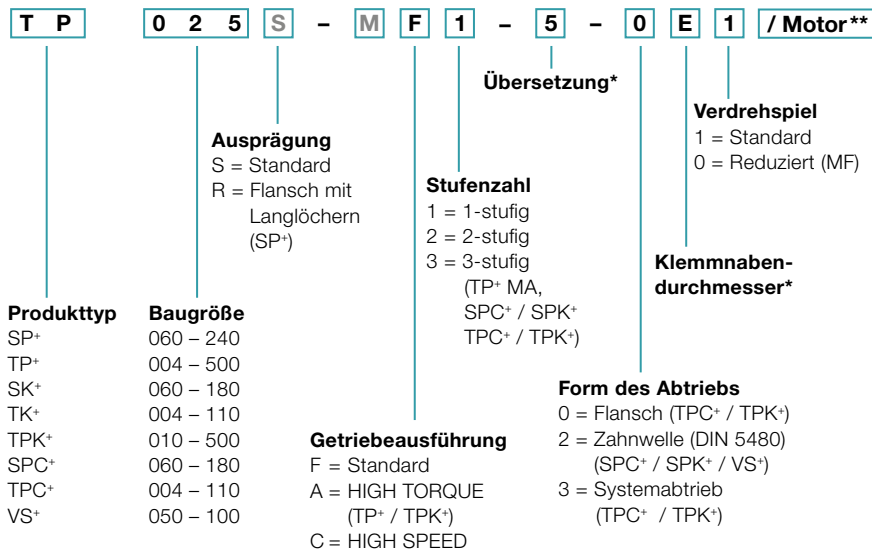 T P 0 2 5 S – M F 1 – 5 – 0 E 1 / Motor**
Übersetzung*
Verdrehspiel
1 = Standard
0 = Reduziert (MF)
Ausprägung
S = Standard
R = Flansch mit
Langlöchern
(SP⁺)
Stufenzahl
1 = 1-stufig
2 = 2-stufig
3 = 3-stufig
(TP⁺ MA,
SPC⁺ / SPK⁺
TPC⁺ / TPK⁺)
Klemmnaben-
durchmesser*
Produkttyp
SP⁺
TP⁺
SK⁺
TK⁺
TPK⁺
SPC⁺
TPC⁺
VS⁺
Baugröße
060 – 240
004 – 500
060 – 180
004 – 110
010 – 500
060 – 180
004 – 110
050 – 100
Getriebeausführung
F = Standard
A = HIGH TORQUE
(TP⁺ / TPK⁺)
C = HIGH SPEED
Form des Abtriebs
0 = Flansch (TPC⁺ / TPK⁺)
2 = Zahnwelle (DIN 5480)
(SPC⁺ / SPK⁺ / VS⁺)
3 = Systemabtrieb
(TPC⁺ / TPK⁺)